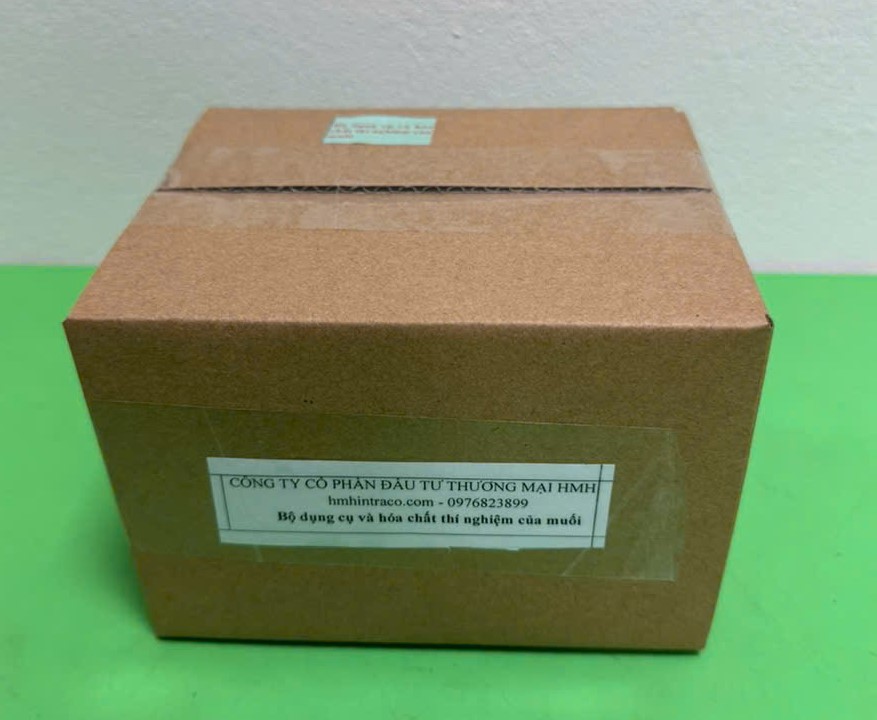 CÔNG TY CỔ PHẦN ĐẦU TƯ THƯƠNG MẠI HMH
hmhintraco.com - 0976823899
Bộ dụng cụ và hóa chất thí nghiệm của muối